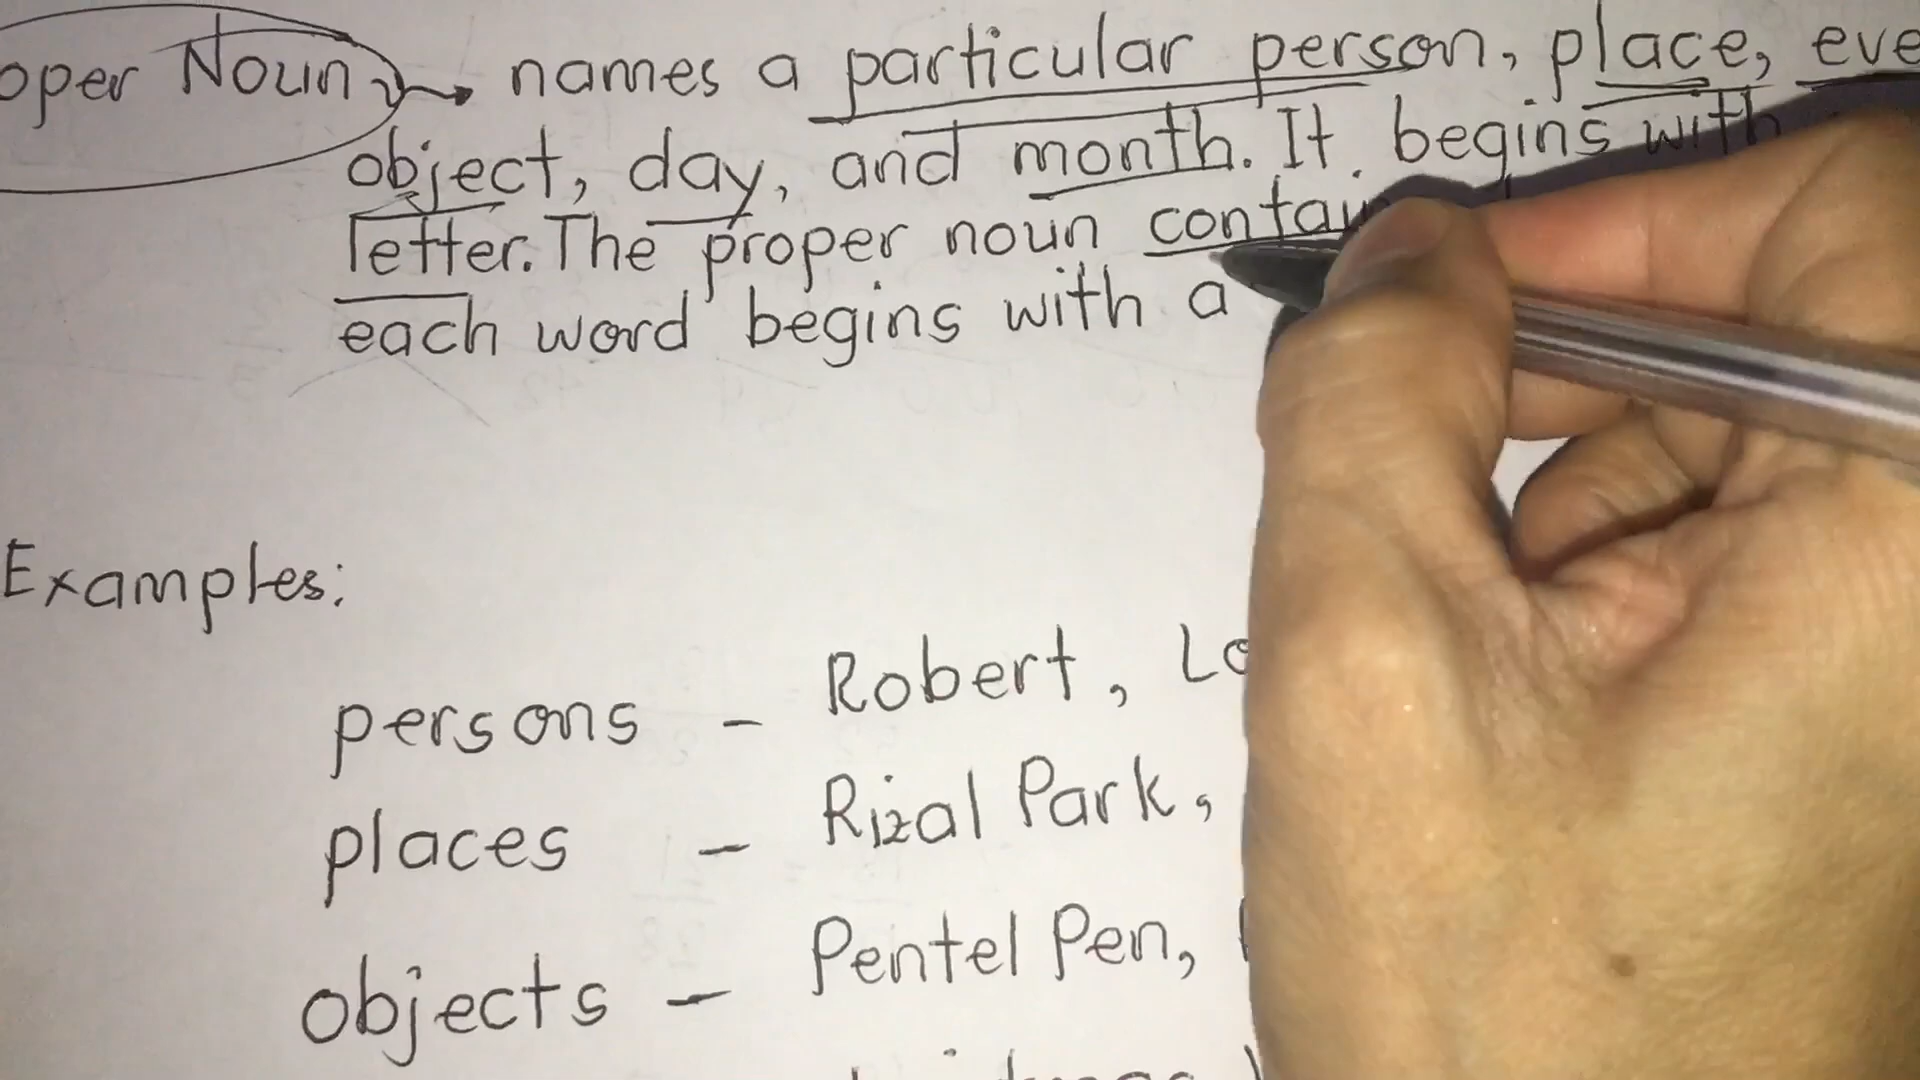 oper Noun → names a particular person, place, eve
object, day, and month. It begins with
letter. The proper noun contai
each word begins with a
Examples:
persons - Robert, Lo
places - Rizal Park,
objects - Pentel Pen,